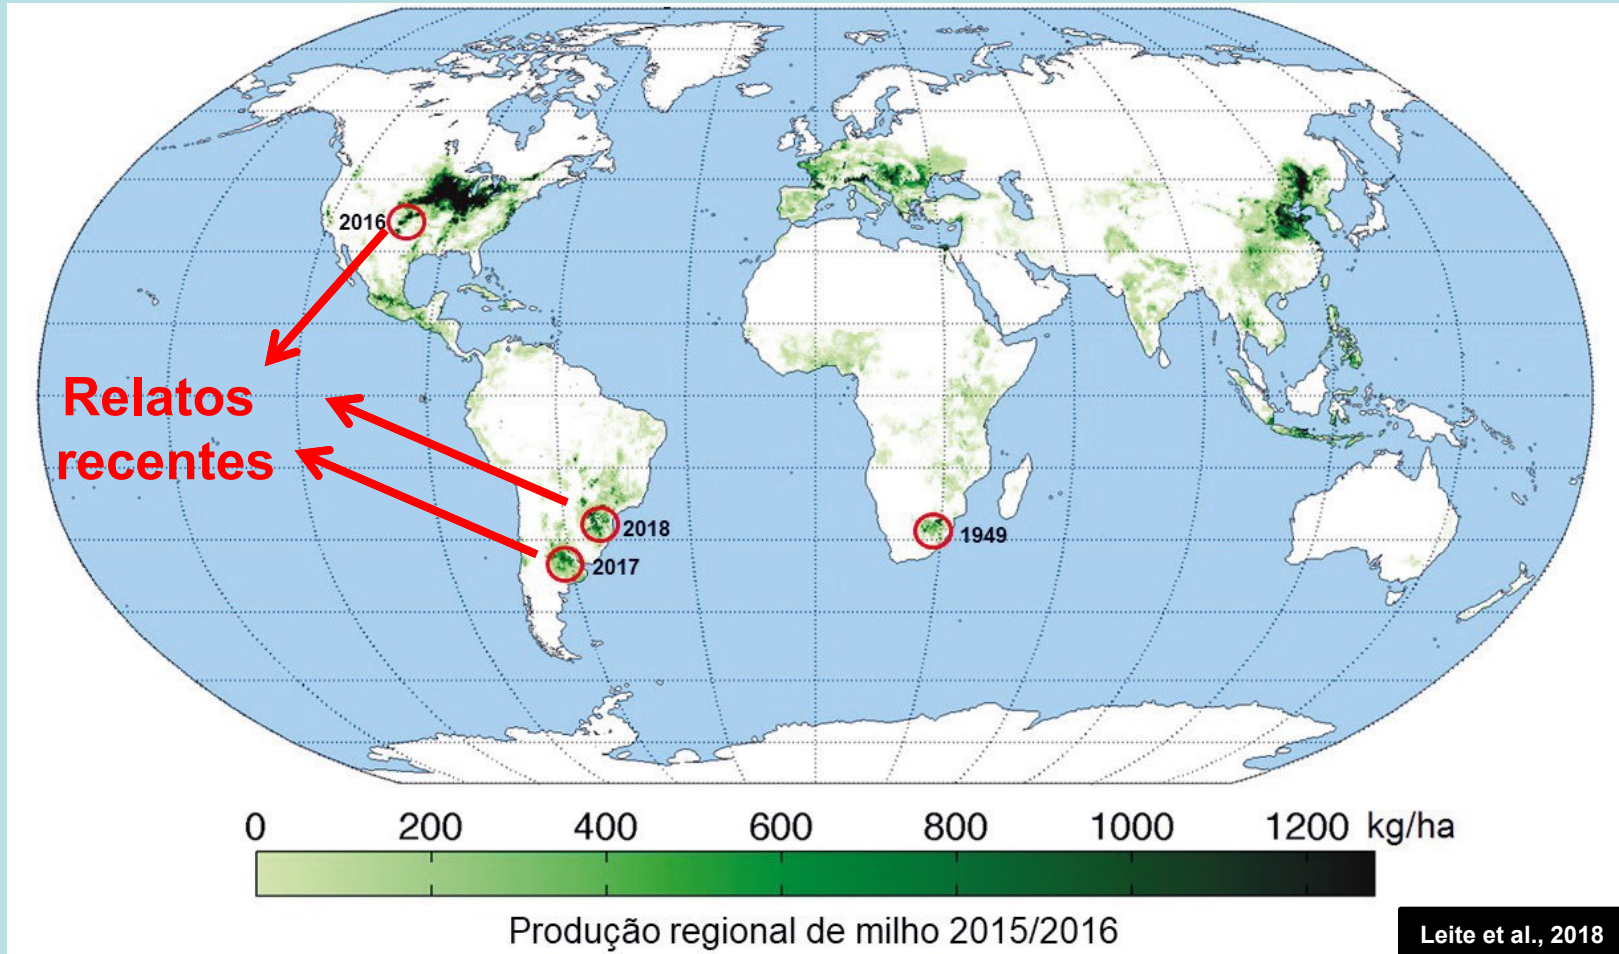 2016
Relatos
recentes
2018
2017
1949
0 200 400 600 800 1000 1200 kg/ha
Produção regional de milho 2015/2016
Leite et al., 2018